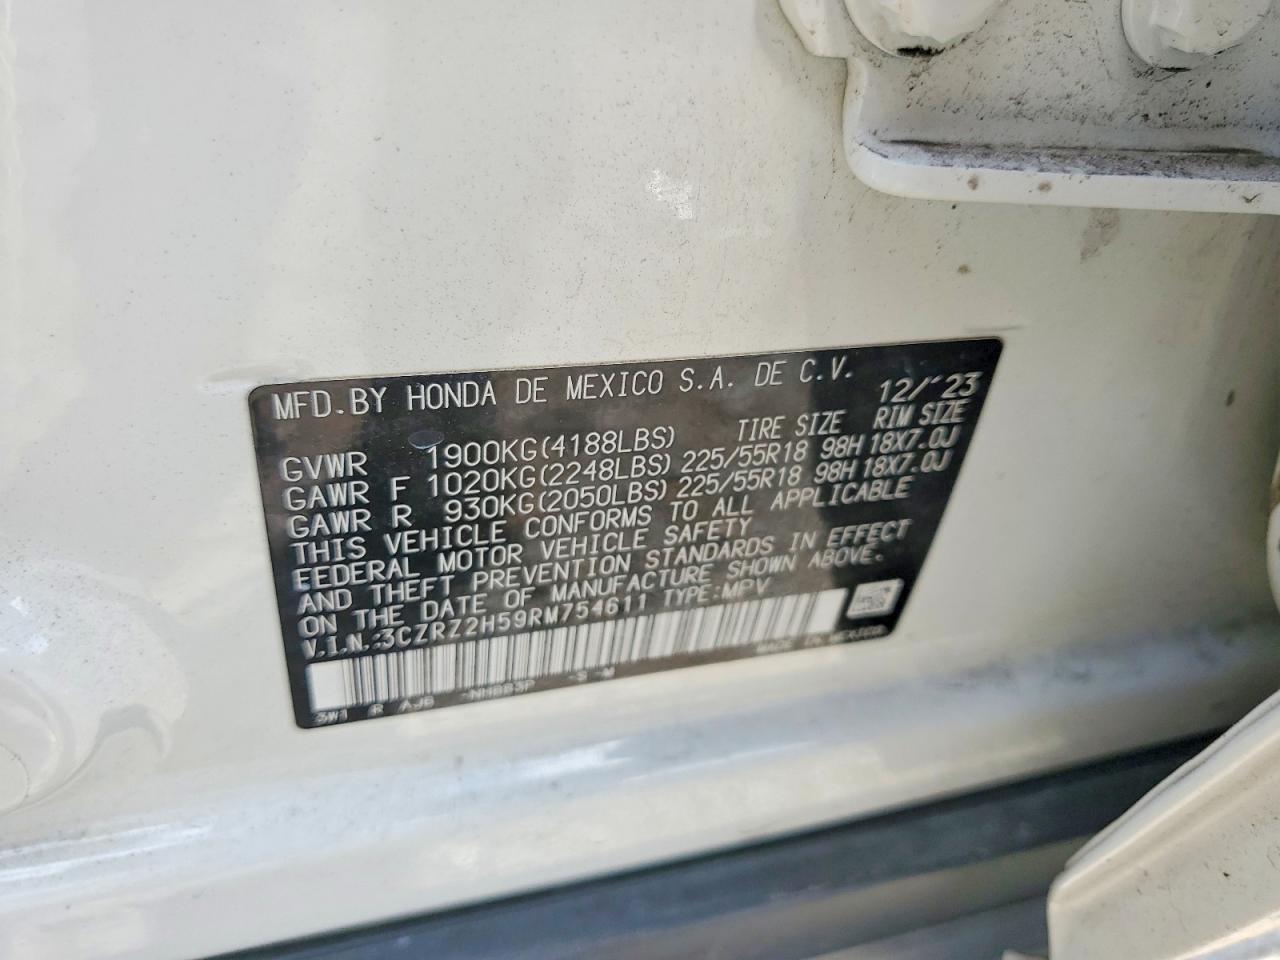 MFD.BY HONDA DE MEXICO S.A. DE C.V. 12/'23
TIRE SIZE RIM SIZE
GVWR 1900KG(4188LBS)
GAWR F 1020KG(2248LBS) 225/55R18 98H 18X7.0J
GAWR R 930KG(2050LBS) 225/55R18 98H 18X7.0J
THIS VEHICLE CONFORMS TO ALL APPLICABLE
FEDERAL MOTOR VEHICLE SAFETY
AND THEFT PREVENTION STANDARDS IN EFFECT
ON THE DATE OF MANUFACTURE SHOWN ABOVE.
V.I.N.:3CZRZ2H59RM754611 TYPE:MPV
MADE IN MEXICO
3W1 R AJB -NH883P -S -M